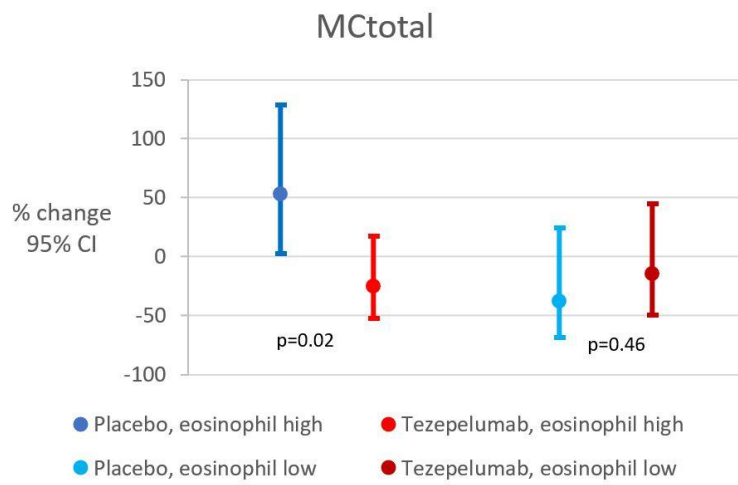 MCtotal
150
100
50
0
-50
-100
% change
95% CI
p=0.02
p=0.46
Placebo, eosinophil high
Tezepelumab, eosinophil high
Placebo, eosinophil low
Tezepelumab, eosinophil low